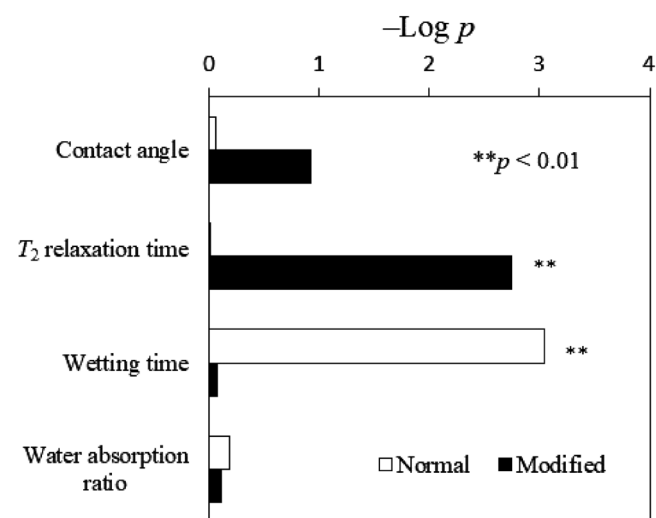 –Log p
0 1 2 3 4
Contact angle
**p < 0.01
T2 relaxation time
**
Wetting time
**
Water absorption
ratio
Normal Modified